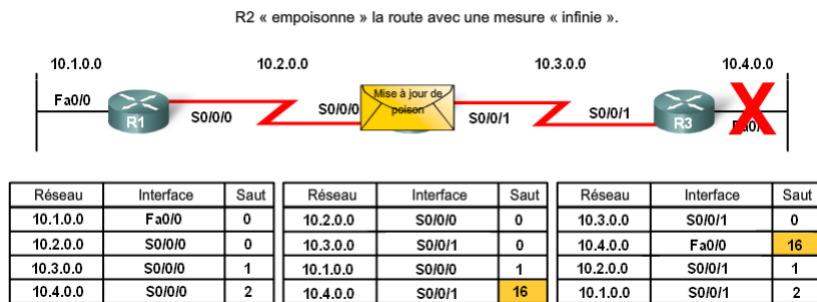 R2 « empoisonne » la route avec une mesure « infinie ».
10.1.0.0 10.2.0.0 10.3.0.0 10.4.0.0
Fa0/0 S0/0/0 S0/0/0 Mise à jour de S0/0/1 S0/0/1
poison
R1 R3 Fa0/
Réseau Interface Saut Réseau Interface Saut Réseau Interface Saut
10.1.0.0 Fa0/0 0 10.2.0.0 S0/0/0 0 10.3.0.0 S0/0/1 0
10.2.0.0 S0/0/0 0 10.3.0.0 S0/0/1 0 10.4.0.0 Fa0/0 16
10.3.0.0 S0/0/0 1 10.1.0.0 S0/0/0 1 10.2.0.0 S0/0/1 1
10.4.0.0 S0/0/0 2 10.4.0.0 S0/0/1 16 10.1.0.0 S0/0/1 2